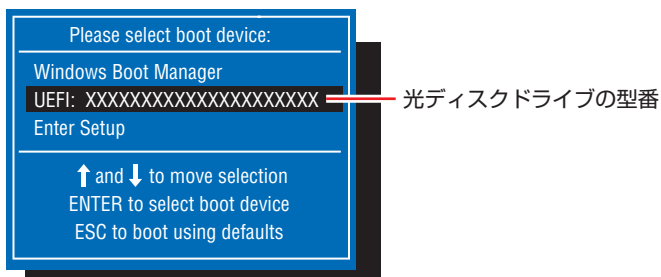 Please select boot device:
Windows Boot Manager
UEFI: XXXXXXXXXXXXXXXXXXXXX
光ディスクドライブの型番
Enter Setup
↑ and ↓ to move selection
ENTER to select boot device
ESC to boot using defaults